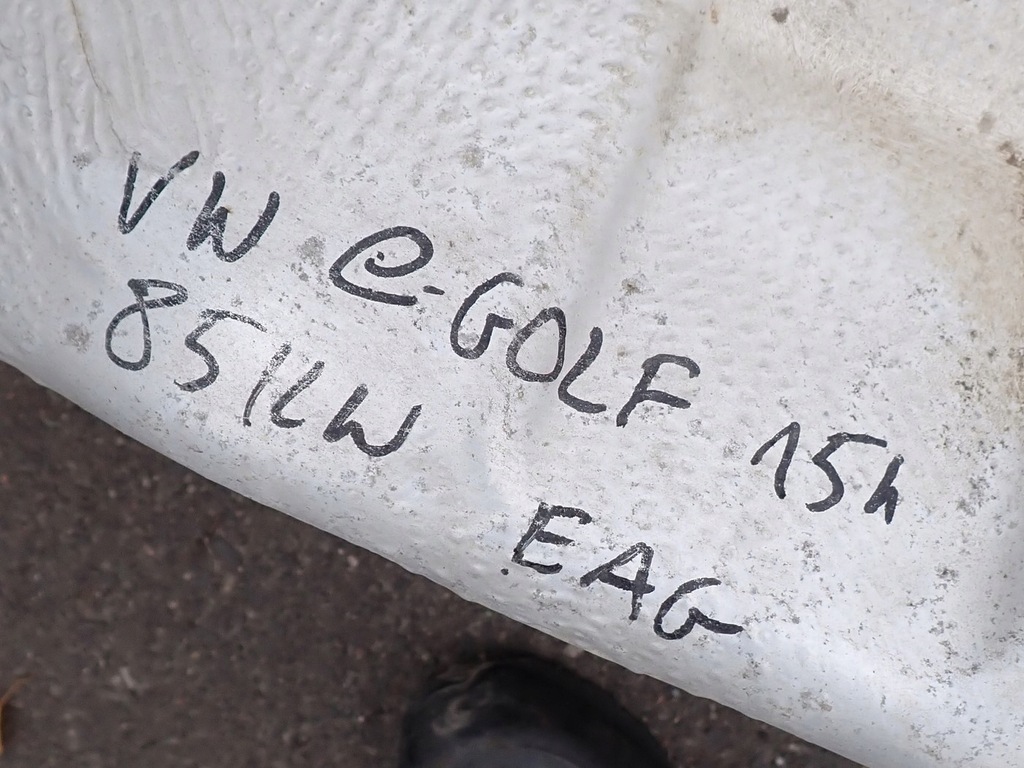 VW e-GOLF 15h
85KW EAG